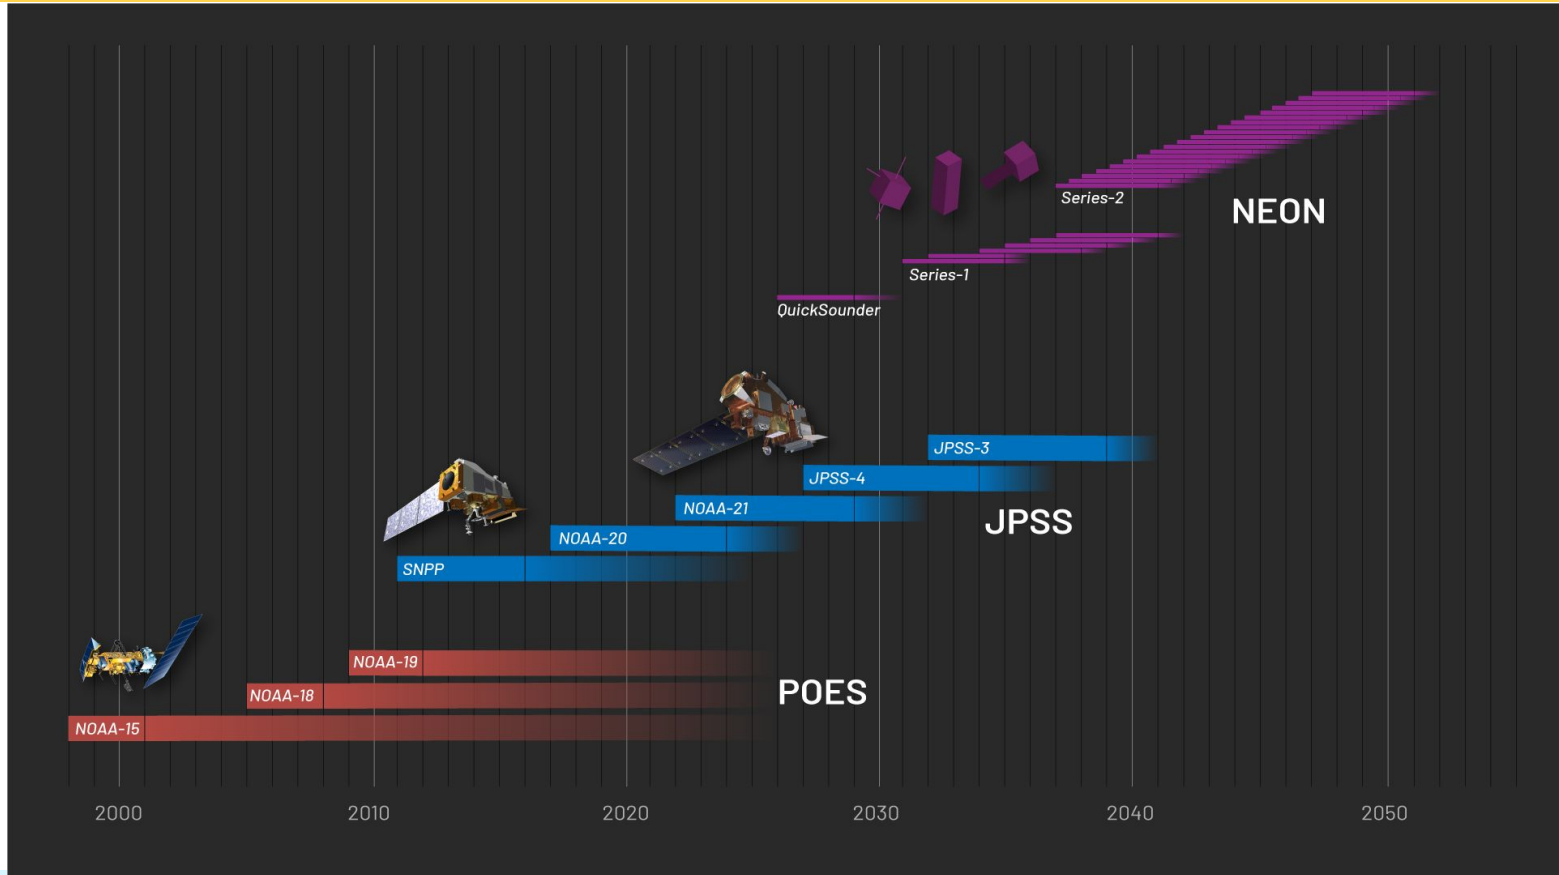 Series-2
NEON
Series-1
QuickSounder
JPSS-3
JPSS-4
NOAA-21
JPSS
NOAA-20
SNPP
NOAA-19
NOAA-18
POES
NOAA-15
2000 2010 2020 2030 2040 2050